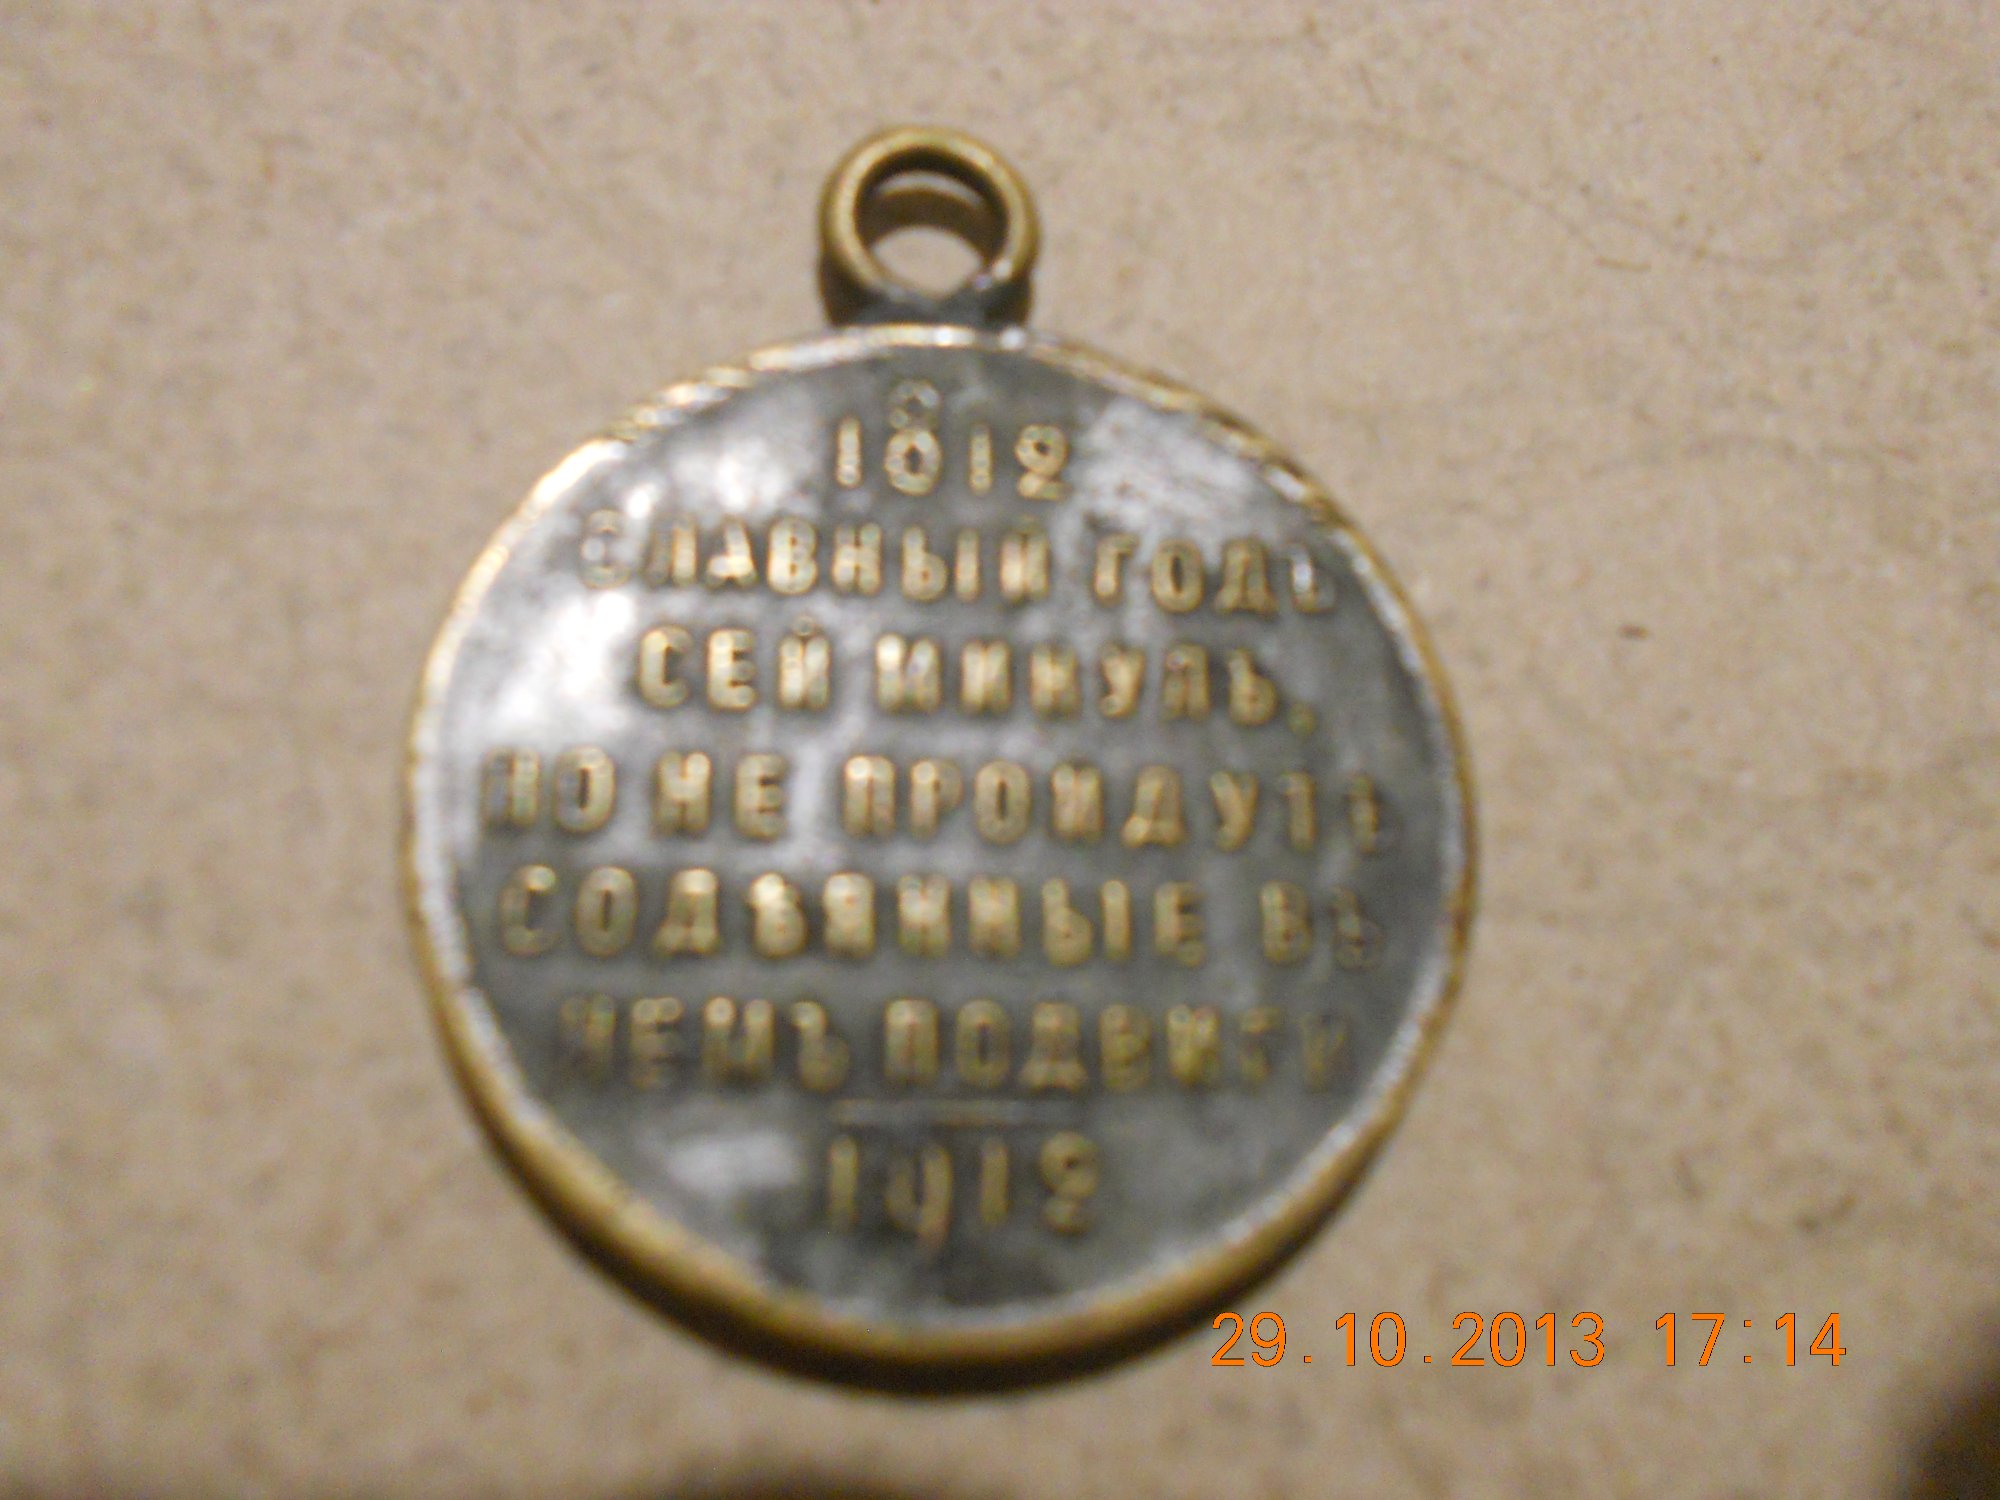 1812
СЛАВНЫЙ ГОДЪ
СЕЙ МИНУЛЪ,
НО НЕ ПРОЙДУТЪ
СОДѢЯННЫЕ ВЪ
НЕМЪ ПОДВИГИ
1912
29.10.2013 17:14